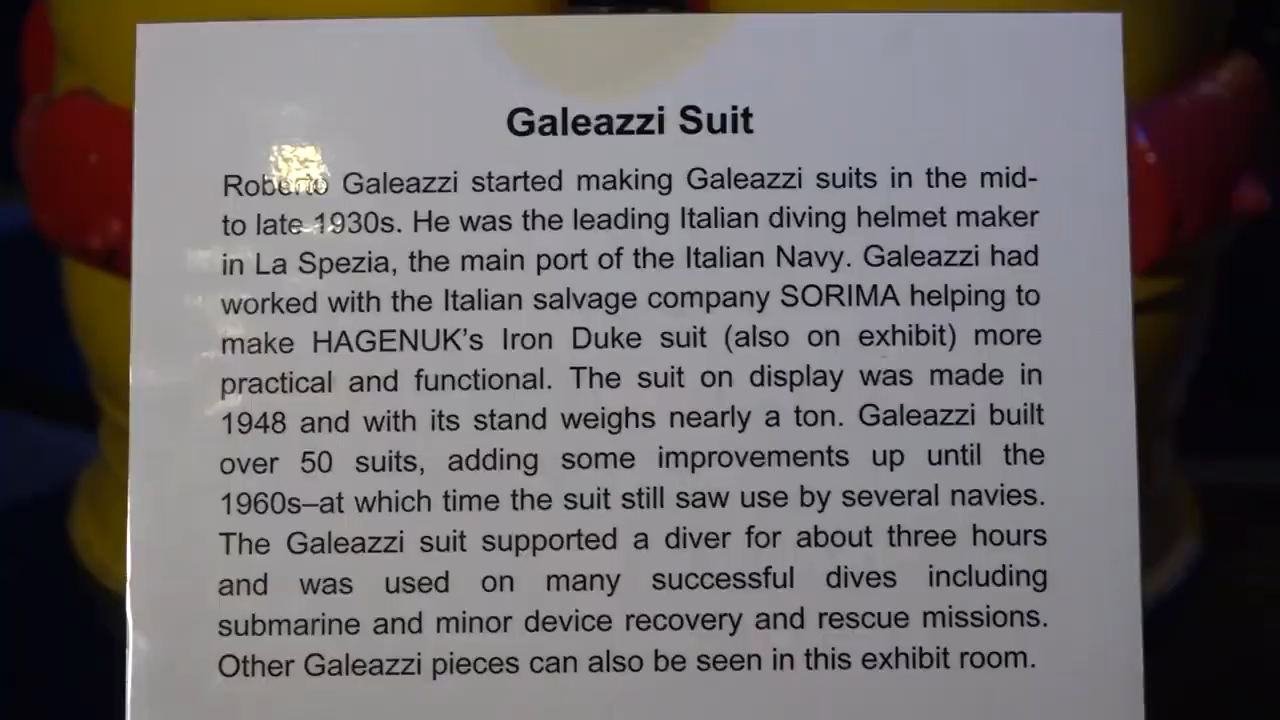 Galeazzi Suit
Roberto Galeazzi started making Galeazzi suits in the mid-
to late 1930s. He was the leading Italian diving helmet maker
in La Spezia, the main port of the Italian Navy. Galeazzi had
worked with the Italian salvage company SORIMA helping to
make HAGENUK’s Iron Duke suit (also on exhibit) more
practical and functional. The suit on display was made in
1948 and with its stand weighs nearly a ton. Galeazzi built
over 50 suits, adding some improvements up until the
1960s–at which time the suit still saw use by several navies.
The Galeazzi suit supported a diver for about three hours
and was used on many successful dives including
submarine and minor device recovery and rescue missions.
Other Galeazzi pieces can also be seen in this exhibit room.